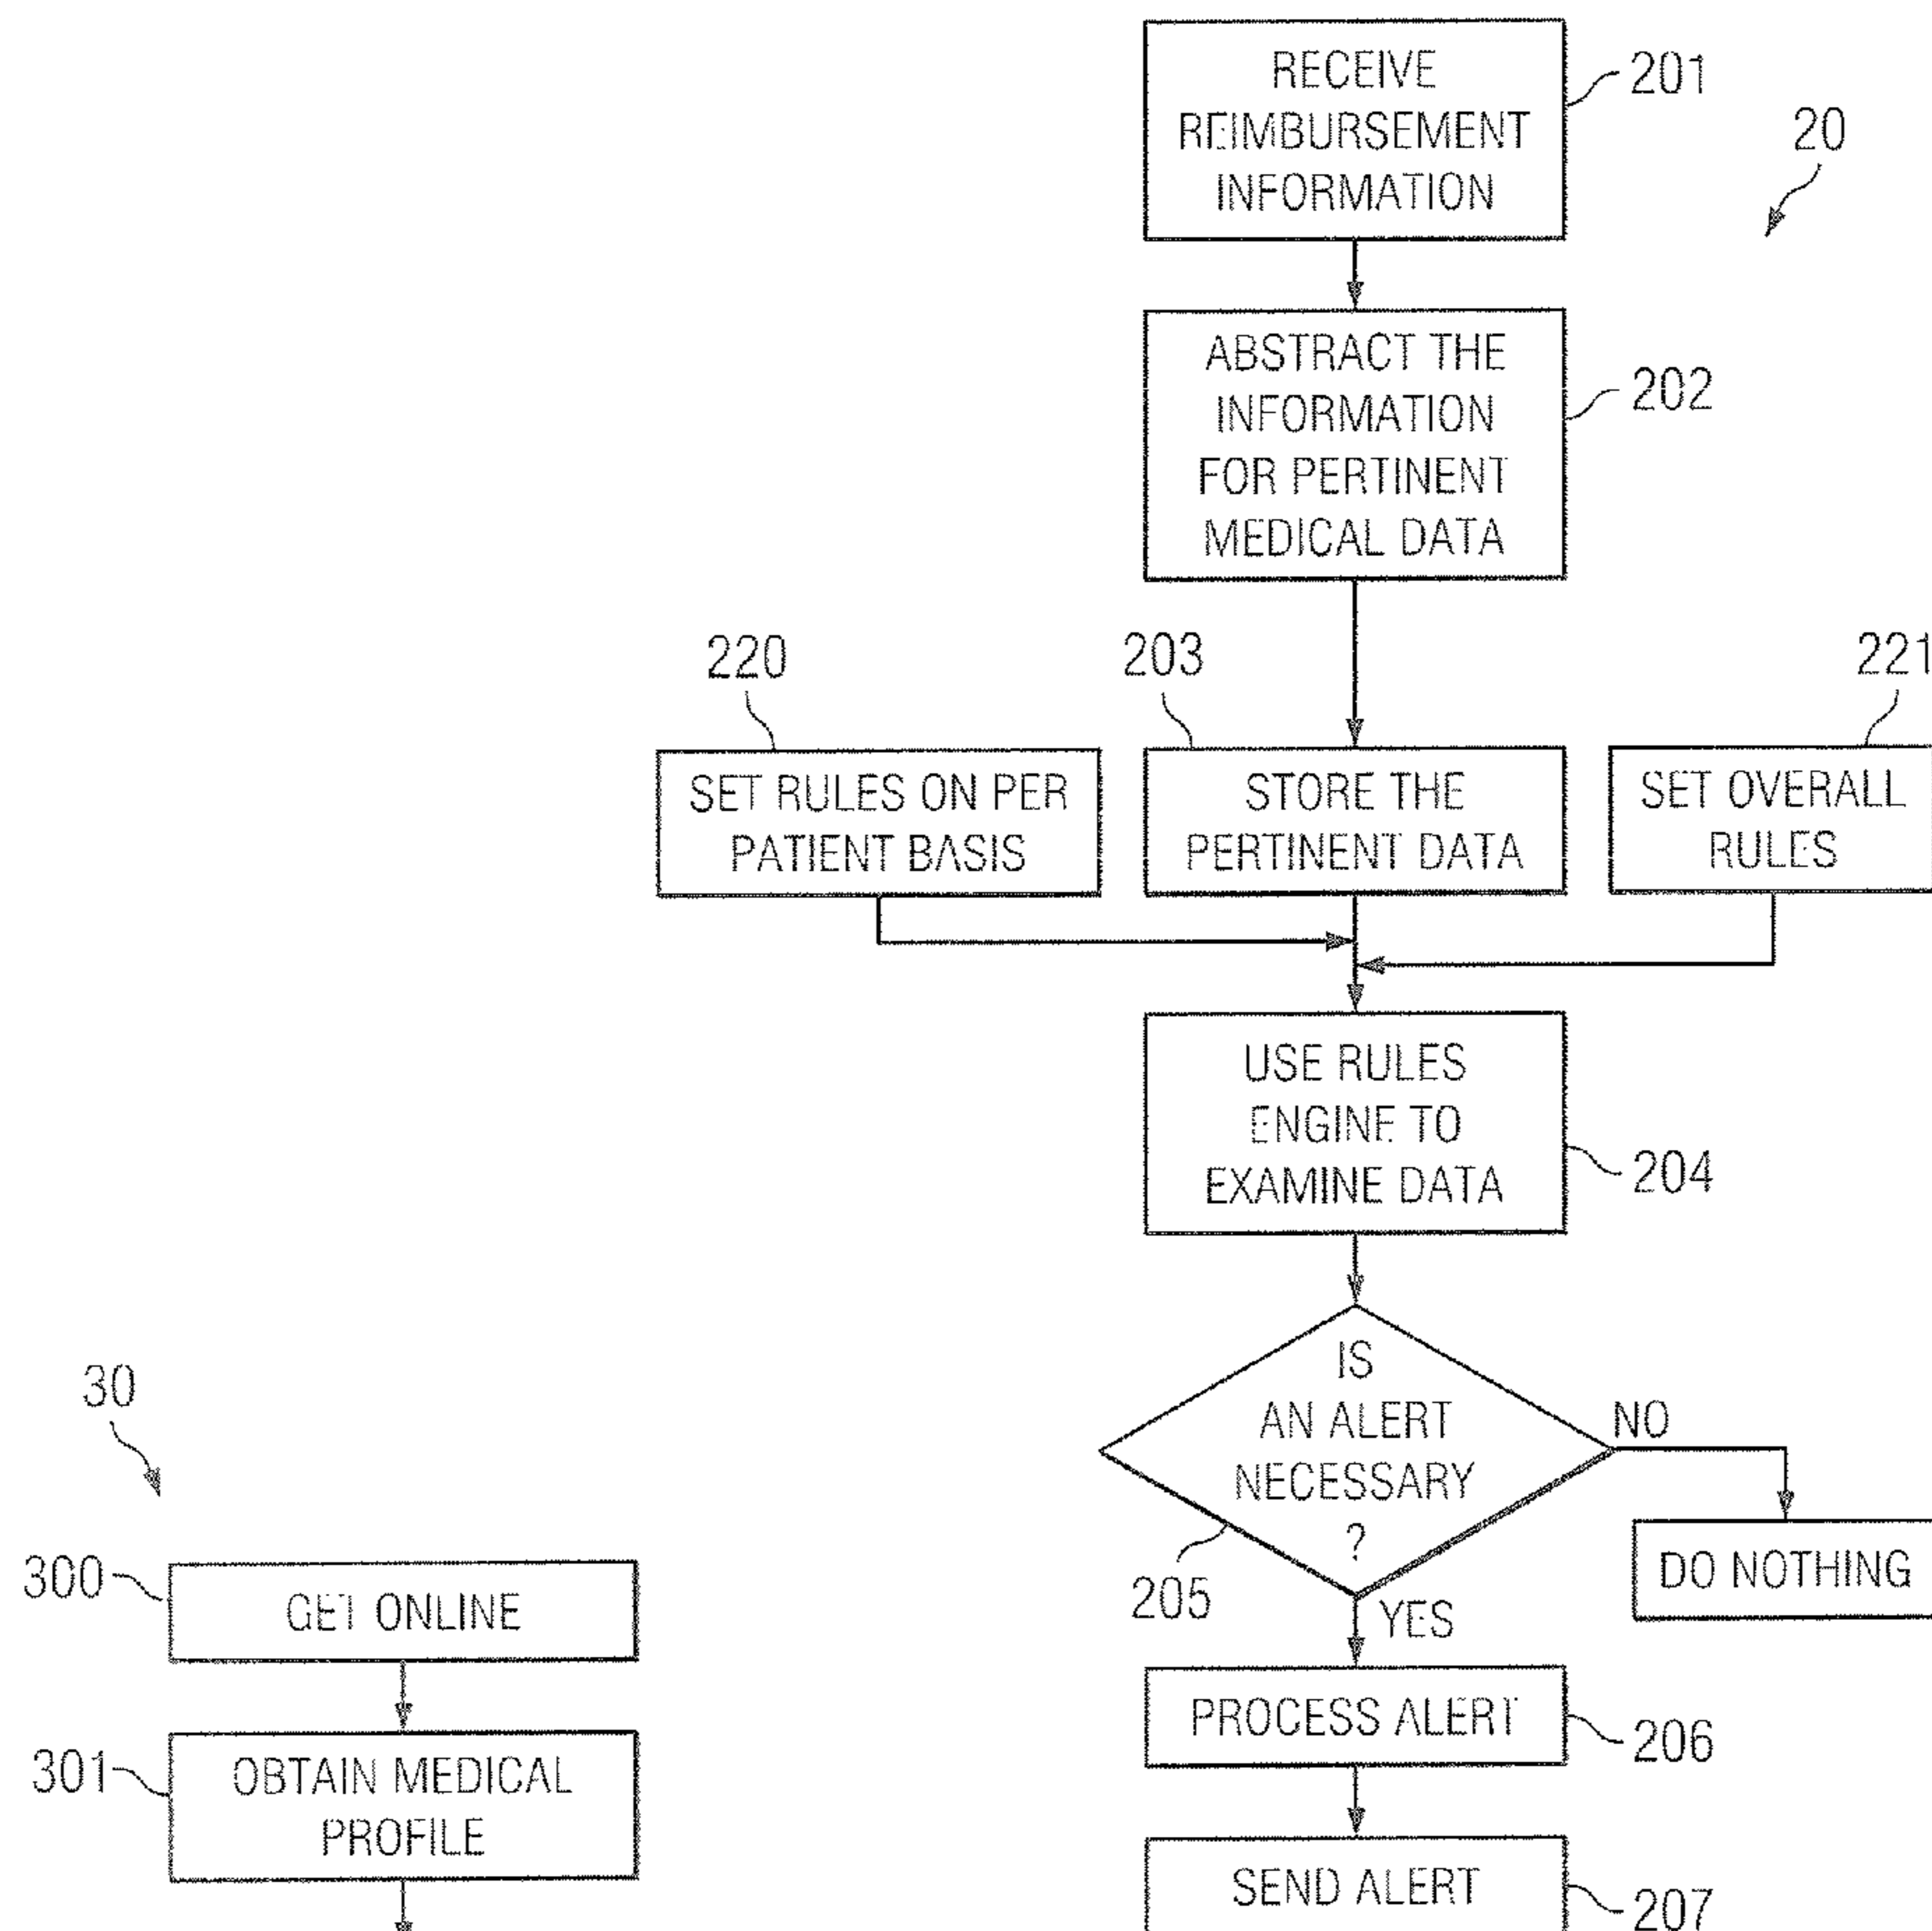 RECEIVE
REIMBURSEMENT
INFORMATION
201
20
ABSTRACT THE
INFORMATION
FOR PERTINENT
MEDICAL DATA
202
220
203
221
SET RULES ON PER
PATIENT BASIS
STORE THE
PERTINENT DATA
SET OVERALL
RULES
USE RULES
ENGINE TO
EXAMINE DATA
204
IS
AN ALERT
NECESSARY
?
NO
205
YES
DO NOTHING
PROCESS ALERT
206
SEND ALERT
207
30
300
GET ONLINE
301
OBTAIN MEDICAL
PROFILE